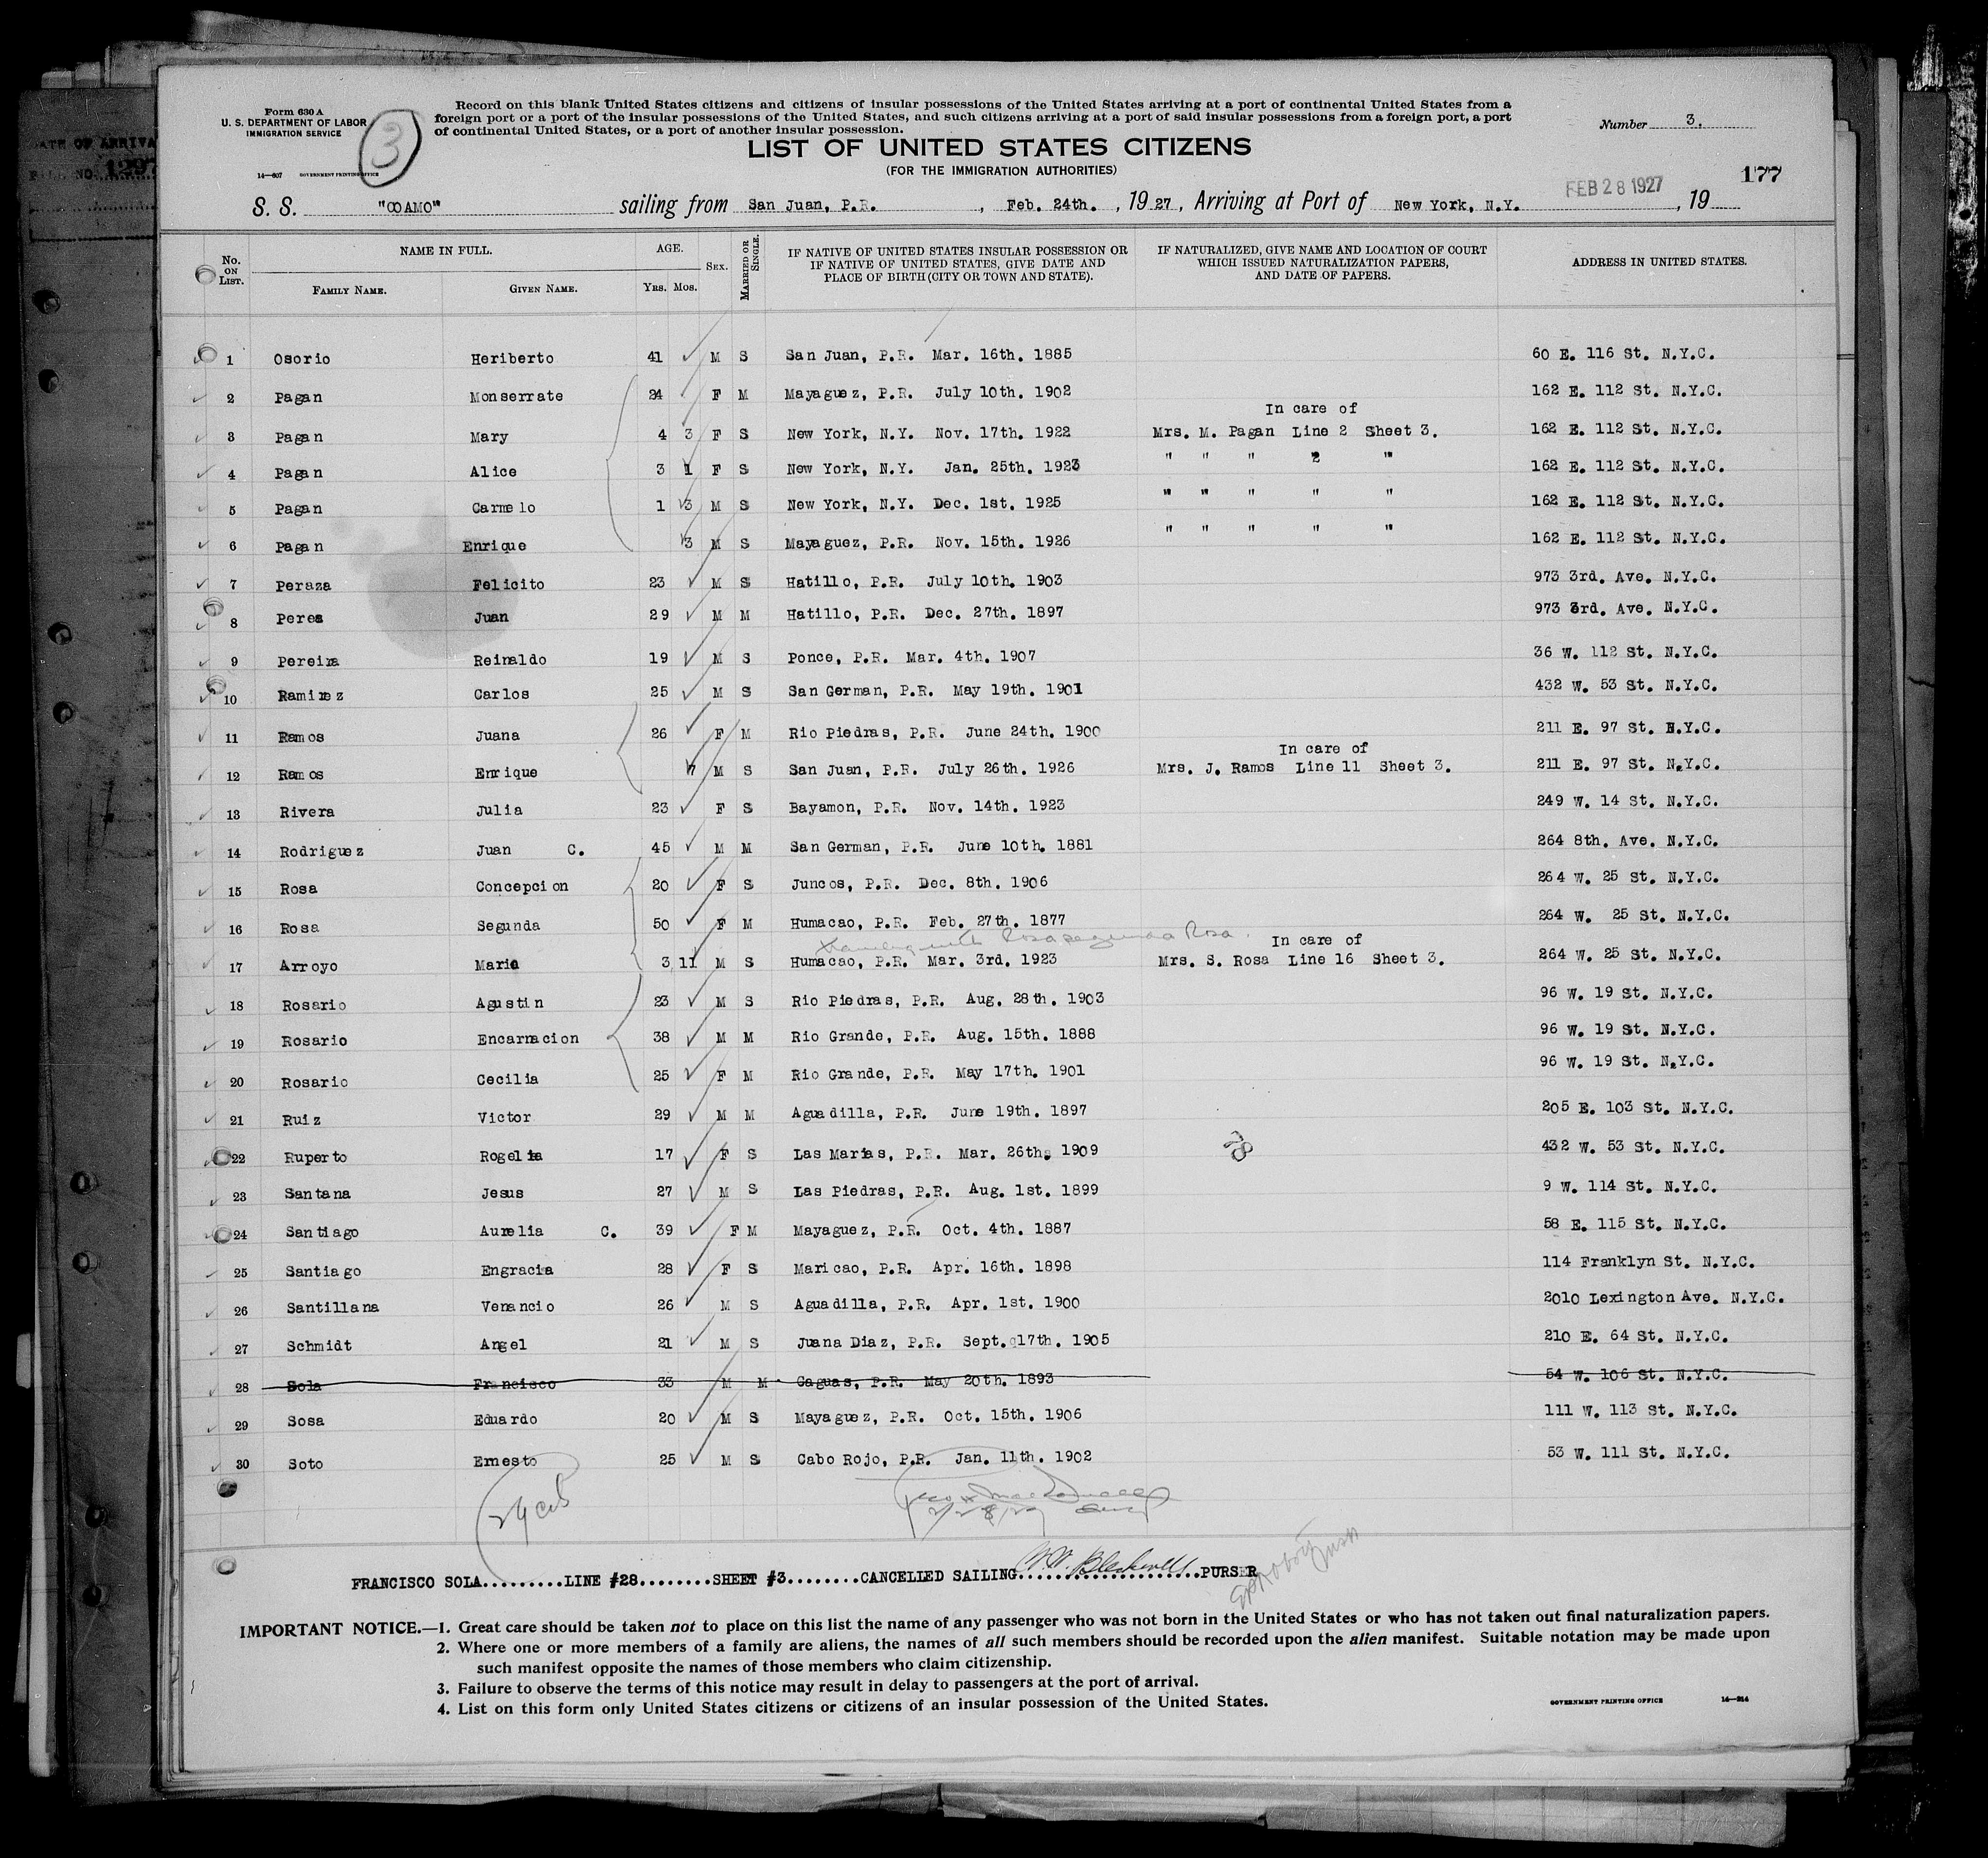 Form 630 A
U. S. DEPARTMENT OF LABOR
IMMIGRATION SERVICE
14—607 GOVERNMENT PRINTING OFFICE
3
Record on this blank United States citizens and citizens of insular possessions of the United States arriving at a port of continental United States from a
foreign port or a port of the insular possessions of the United States, and such citizens arriving at a port of said insular possessions from a foreign port, a port
of continental United States, or a port of another insular possession.
Number 3.
LIST OF UNITED STATES CITIZENS
(FOR THE IMMIGRATION AUTHORITIES)
177
S. S. "COAMO" sailing from San Juan, P.R. , Feb. 24th. , 1927 , Arriving at Port of New York, N.Y. FEB 28 1927 , 19
No. ON LIST. NAME IN FULL. FAMILY NAME. GIVEN NAME. AGE. YRS. MOS. SEX. MARRIED OR SINGLE. IF NATIVE OF UNITED STATES INSULAR POSSESSION OR IF NATIVE OF UNITED STATES, GIVE DATE AND PLACE OF BIRTH (CITY OR TOWN AND STATE). IF NATURALIZED, GIVE NAME AND LOCATION OF COURT WHICH ISSUED NATURALIZATION PAPERS, AND DATE OF PAPERS. ADDRESS IN UNITED STATES.
1 Osorio Heriberto 41 M S San Juan, P.R. Mar. 16th. 1885 60 E. 116 St. N.Y.C.
2 Pagan Monserrate 24 F M Mayaguez, P.R. July 10th. 1902 162 E. 112 St. N.Y.C.
In care of
3 Pagan Mary 4 3 F S New York, N.Y. Nov. 17th. 1922 Mrs. M. Pagan Line 2 Sheet 3. 162 E. 112 St. N.Y.C.
4 Pagan Alice 3 1 F S New York, N.Y. Jan. 25th. 1923 " " " 2 " 162 E. 112 St. N.Y.C.
5 Pagan Carmelo 1 3 M S New York, N.Y. Dec. 1st. 1925 " " " " " 162 E. 112 St. N.Y.C.
6 Pagan Enrique 3 M S Mayaguez, P.R. Nov. 15th. 1926 " " " " " 162 E. 112 St. N.Y.C.
7 Peraza Felicito 23 M S Hatillo, P.R. July 10th. 1903 973 3rd. Ave. N.Y.C.
8 Peres Juan 29 M M Hatillo, P.R. Dec. 27th. 1897 973 3rd. Ave. N.Y.C.
9 Pereira Reinaldo 19 M S Ponce, P.R. Mar. 4th. 1907 36 W. 112 St. N.Y.C.
10 Ramirez Carlos 25 M S San German, P.R. May 19th. 1901 432 W. 53 St. N.Y.C.
11 Ramos Juana 26 F M Rio Piedras, P.R. June 24th. 1900 211 E. 97 St. N.Y.C.
In care of
12 Ramos Enrique 7 M S San Juan, P.R. July 26th. 1926 Mrs. J. Ramos Line 11 Sheet 3. 211 E. 97 St. N.Y.C.
13 Rivera Julia 23 F S Bayamon, P.R. Nov. 14th. 1923 249 W. 14 St. N.Y.C.
14 Rodriguez Juan C. 45 M M San German, P.R. June 10th. 1881 264 8th. Ave. N.Y.C.
15 Rosa Concepcion 20 F S Juncos, P.R. Dec. 8th. 1906 264 W. 25 St. N.Y.C.
16 Rosa Segunda 50 F M Humacao, P.R. Feb. 27th. 1877 264 W. 25 St. N.Y.C.
Rosa Segunda Rosa. In care of
17 Arroyo Maria 3 11 M S Humacao, P.R. Mar. 3rd. 1923 Mrs. S. Rosa Line 16 Sheet 3. 264 W. 25 St. N.Y.C.
18 Rosario Agustin 23 M S Rio Piedras, P.R. Aug. 28th. 1903 96 W. 19 St. N.Y.C.
19 Rosario Encarnacion 38 M M Rio Grande, P.R. Aug. 15th. 1888 96 W. 19 St. N.Y.C.
20 Rosario Cecilia 25 F M Rio Grande, P.R. May 17th. 1901 96 W. 19 St. N.Y.C.
21 Ruiz Victor 29 M M Aguadilla, P.R. June 19th. 1897 205 E. 103 St. N.Y.C.
22 Ruperto Rogelia 17 F S Las Marias, P.R. Mar. 26th. 1909 432 W. 53 St. N.Y.C.
23 Santana Jesus 27 M S Las Piedras, P.R. Aug. 1st. 1899 9 W. 114 St. N.Y.C.
24 Santiago Aurelia C. 39 F M Mayaguez, P.R. Oct. 4th. 1887 58 E. 115 St. N.Y.C.
25 Santiago Engracia 28 F S Maricao, P.R. Apr. 16th. 1898 114 Franklyn St. N.Y.C.
26 Santillana Venancio 26 M S Aguadilla, P.R. Apr. 1st. 1900 2010 Lexington Ave. N.Y.C.
27 Schmidt Angel 21 M S Juana Diaz, P.R. Sept. 17th. 1905 210 E. 64 St. N.Y.C.
28 Sola Francisco 33 M M Caguas, P.R. May 20th. 1893 54 W. 106 St. N.Y.C.
29 Sosa Eduardo 20 M S Mayaguez, P.R. Oct. 15th. 1906 111 W. 113 St. N.Y.C.
30 Soto Ernesto 25 M S Cabo Rojo, P.R. Jan. 11th. 1902 53 W. 111 St. N.Y.C.
FRANCISCO SOLA.........LINE #28........SHEET #3........CANCELLED SAILING W. Blackwell PURSER
IMPORTANT NOTICE.—1. Great care should be taken not to place on this list the name of any passenger who was not born in the United States or who has not taken out final naturalization papers.
2. Where one or more members of a family are aliens, the names of all such members should be recorded upon the alien manifest. Suitable notation may be made upon
such manifest opposite the names of those members who claim citizenship.
3. Failure to observe the terms of this notice may result in delay to passengers at the port of arrival.
4. List on this form only United States citizens or citizens of an insular possession of the United States.
GOVERNMENT PRINTING OFFICE 14—214